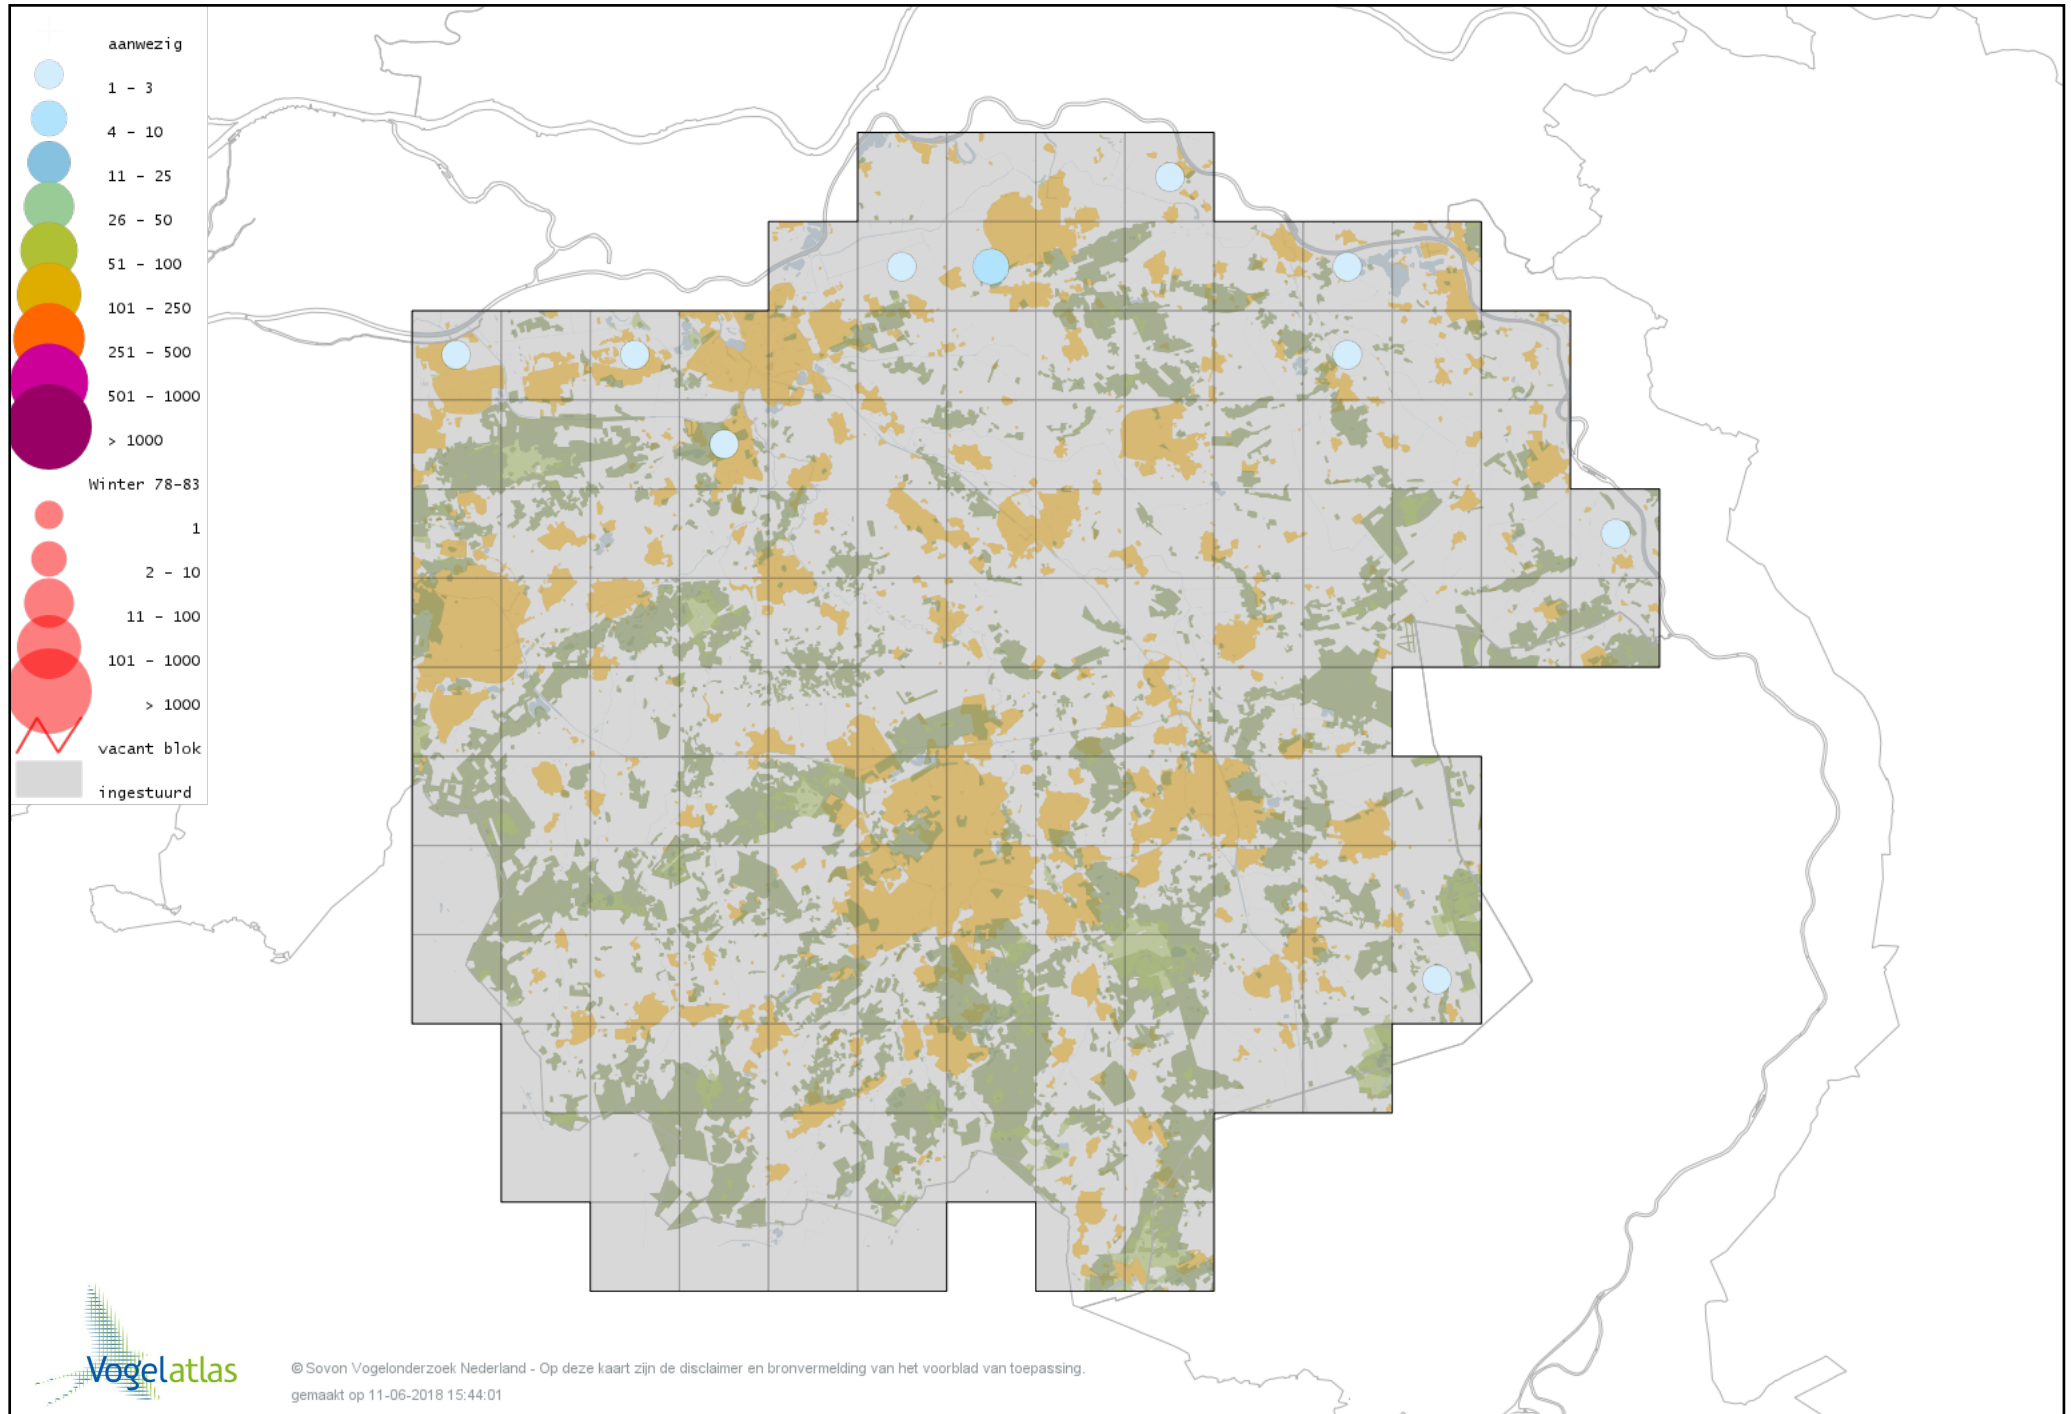 aanwezig
1 - 3
4 - 10
11 - 25
26 - 50
51 - 100
101 - 250
251 - 500
501 - 1000
> 1000
Winter 78-83
1
2 - 10
11 - 100
101 - 1000
> 1000
vacant blok
ingestuurd
Vogelatlas
© Sovon Vogelonderzoek Nederland - Op deze kaart zijn de disclaimer en bronvermelding van het voorblad van toepassing.
gemaakt op 11-06-2018 15:44:01